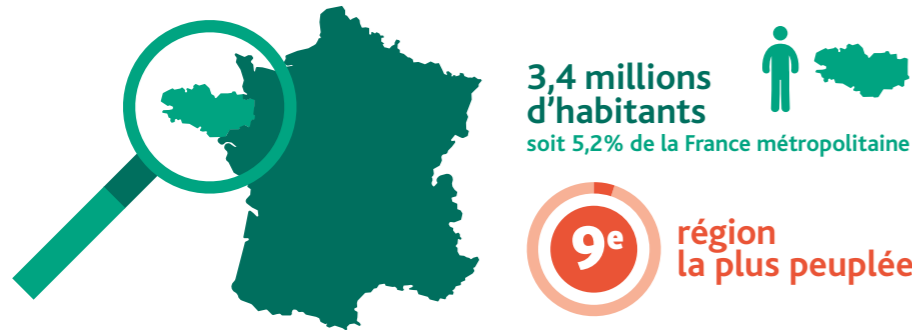 3,4 millions
d’habitants
soit 5,2% de la France métropolitaine
9e
région
la plus peuplée